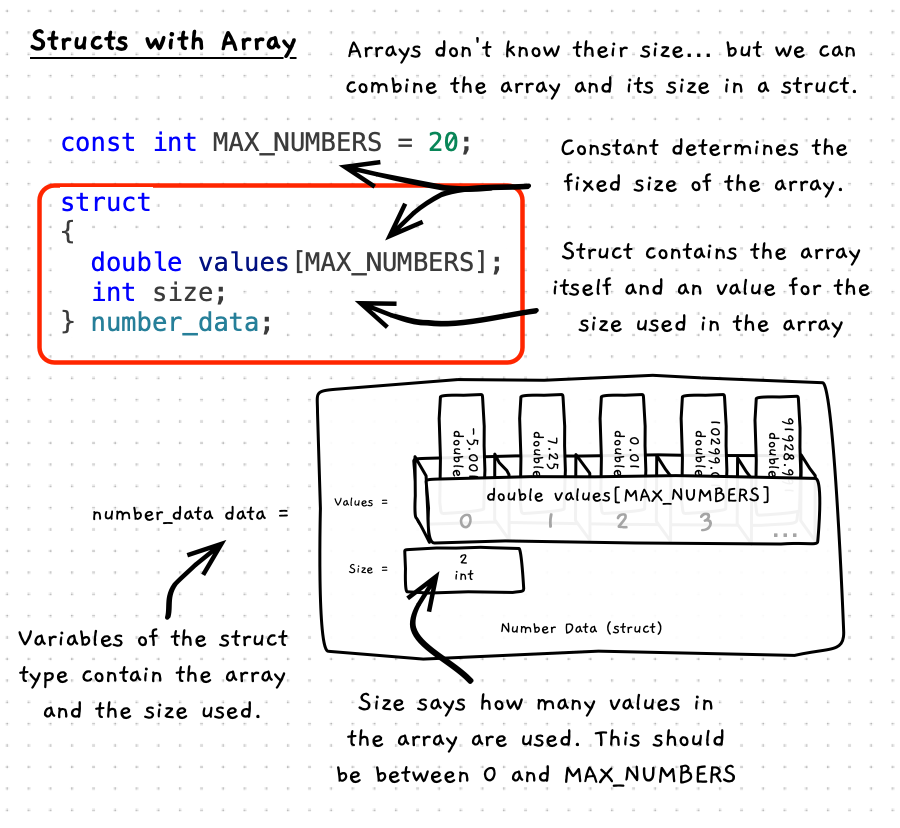 Structs with Array
Arrays don't know their size... but we can
combine the array and its size in a struct.
const int MAX_NUMBERS = 20;
Constant determines the
fixed size of the array.
struct
{
double values[MAX_NUMBERS];
int size;
} number_data;
Struct contains the array
itself and an value for the
size used in the array
-5.00
double
7.25
double
0.01
double
10299.
double
91928.9
double
Values =
double values[MAX_NUMBERS]
0 1 2 3 ...
number_data data =
Size =
2
int
Number Data (struct)
Variables of the struct
type contain the array
and the size used.
Size says how many values in
the array are used. This should
be between 0 and MAX_NUMBERS